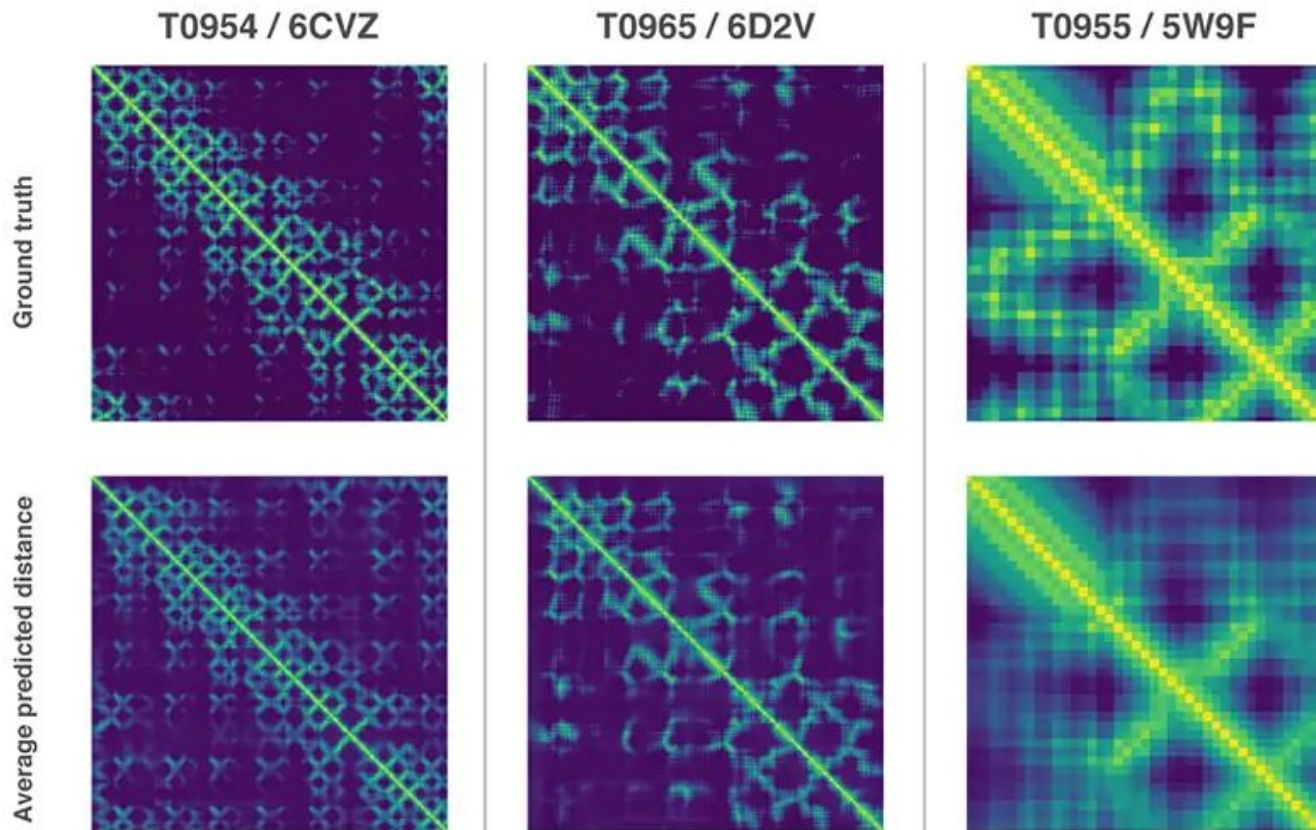 T0954 / 6CVZ
T0965 / 6D2V
T0955 / 5W9F
Ground truth
Average predicted distance